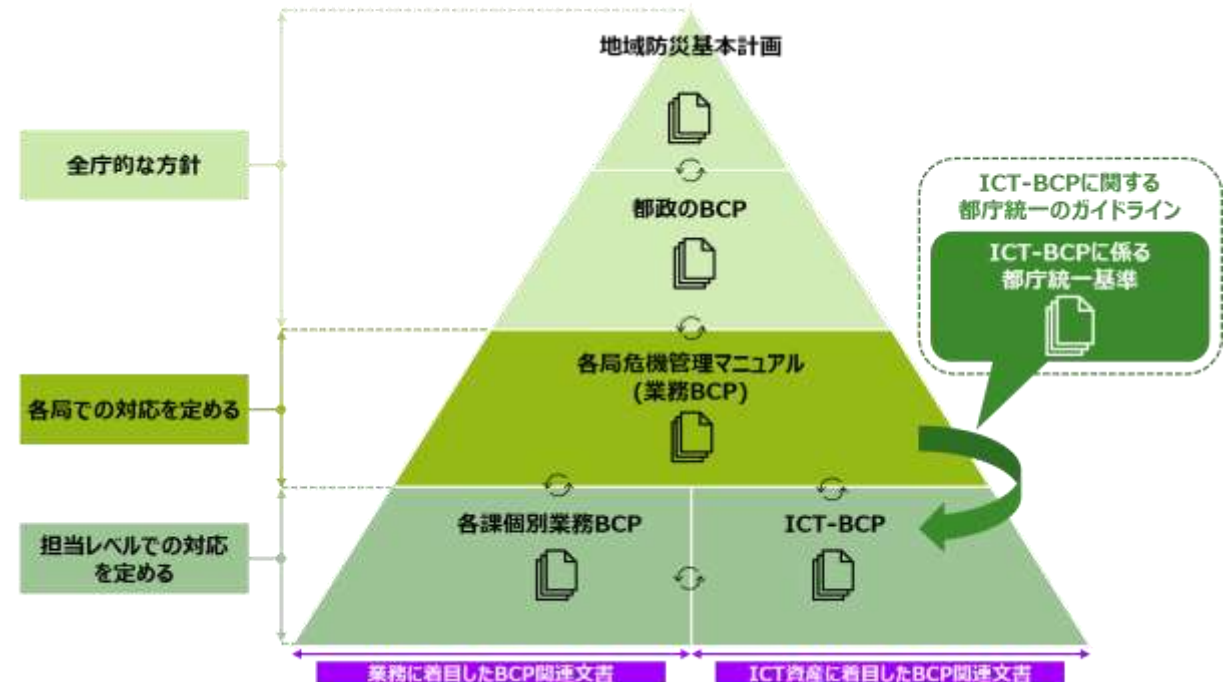 地域防災基本計画
全庁的な方針
都政のBCP
ICT-BCPに関する
都庁統一のガイドライン
ICT-BCPに係る
都庁統一基準
各局危機管理マニュアル
(業務BCP)
各局での対応を定める
各課個別業務BCP
ICT-BCP
担当レベルでの対応
を定める
業務に着目したBCP関連文書
ICT資産に着目したBCP関連文書